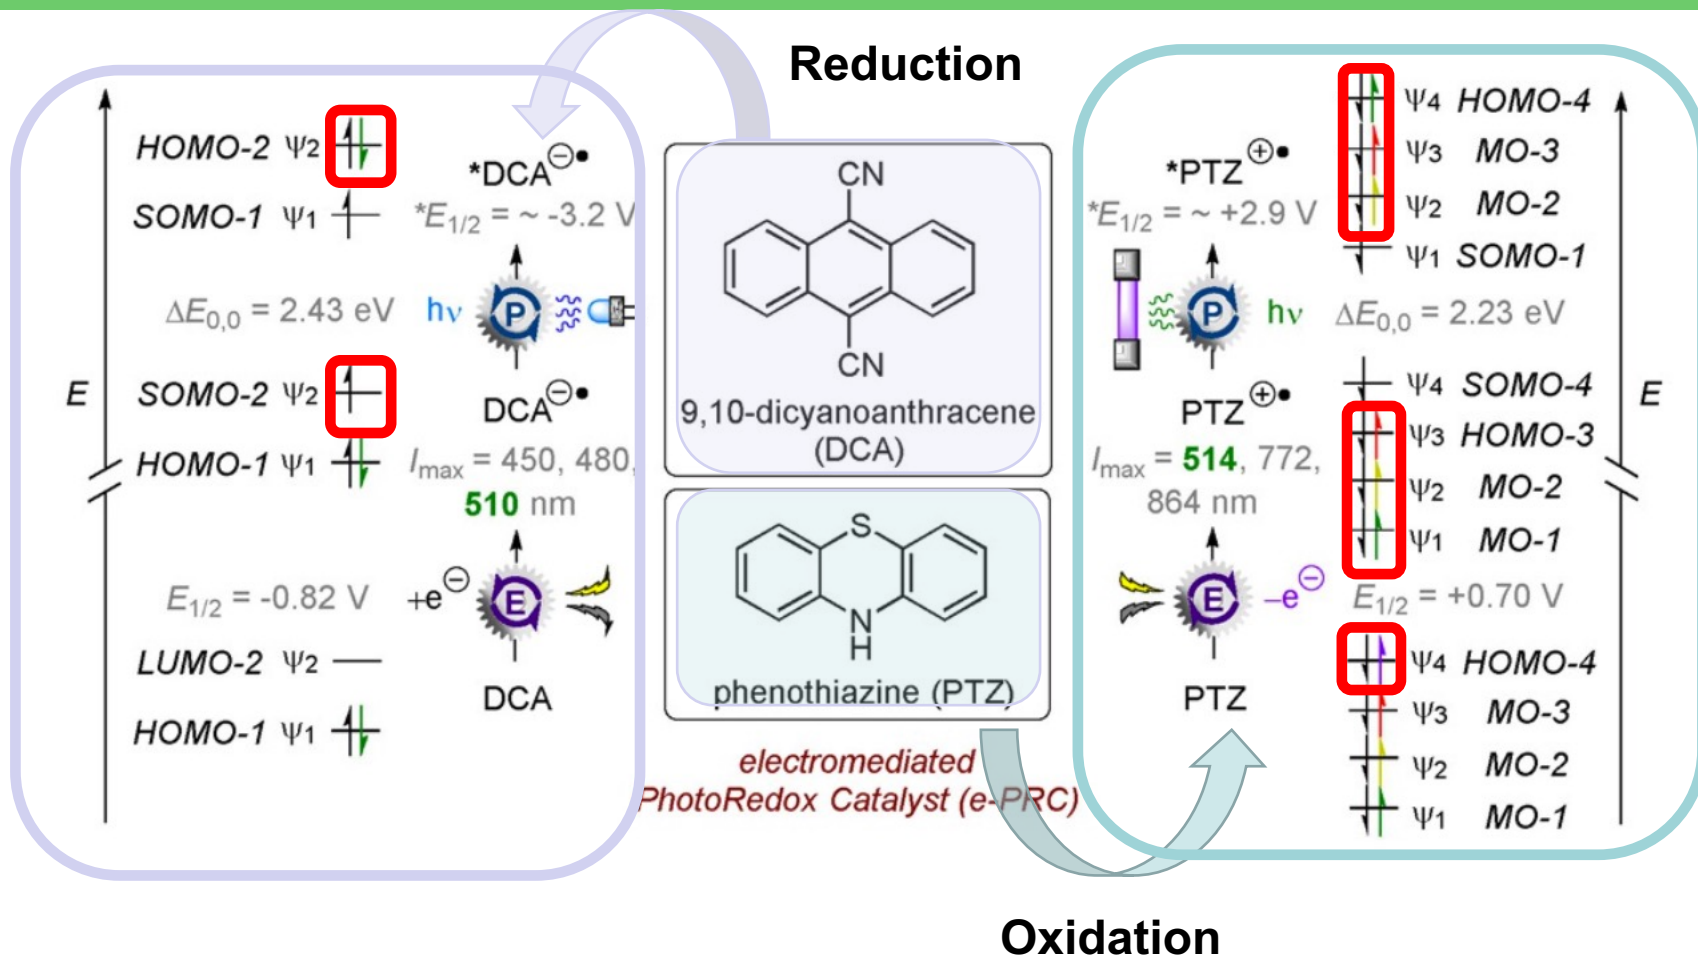 Reduction
HOMO-2 ψ2
SOMO-1 ψ1
*DCA⊖•
*E1/2 = ~ -3.2 V
ΔE0,0 = 2.43 eV
hν
P
E
SOMO-2 ψ2
HOMO-1 ψ1
DCA⊖•
Imax = 450, 480,
510 nm
E1/2 = -0.82 V
+e⊖
E
LUMO-2 ψ2
HOMO-1 ψ1
DCA
CN
CN
9,10-dicyanoanthracene
(DCA)
S
N
H
phenothiazine (PTZ)
electromediated
PhotoRedox Catalyst (e-PRC)
*PTZ⊕•
*E1/2 = ~ +2.9 V
ψ4 HOMO-4
ψ3 MO-3
ψ2 MO-2
ψ1 SOMO-1
P
hν
ΔE0,0 = 2.23 eV
PTZ⊕•
Imax = 514, 772,
864 nm
ψ4 SOMO-4
ψ3 HOMO-3
ψ2 MO-2
ψ1 MO-1
E
E
–e⊖
E1/2 = +0.70 V
PTZ
ψ4 HOMO-4
ψ3 MO-3
ψ2 MO-2
ψ1 MO-1
Oxidation